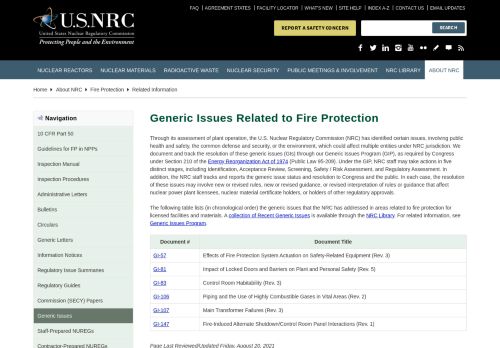 FAQ | AGREEMENT STATES | FACILITY LOCATOR | WHAT'S NEW | SITE HELP | INDEX A-Z | CONTACT US | EMAIL UPDATES
U.S.NRC
United States Nuclear Regulatory Commission
Protecting People and the Environment
REPORT A SAFETY CONCERN
SEARCH
NUCLEAR REACTORS
NUCLEAR MATERIALS
RADIOACTIVE WASTE
NUCLEAR SECURITY
PUBLIC MEETINGS & INVOLVEMENT
NRC LIBRARY
ABOUT NRC
Home
About NRC
Fire Protection
Related Information
Navigation
10 CFR Part 50
Guidelines for FP in NPPs
Inspection Manual
Inspection Procedures
Administrative Letters
Bulletins
Circulars
Generic Letters
Information Notices
Regulatory Issue Summaries
Regulatory Guides
Commission (SECY) Papers
Generic Issues
Staff-Prepared NUREGs
Contractor-Prepared NUREGs
Generic Issues Related to Fire Protection
Through its assessment of plant operation, the U.S. Nuclear Regulatory Commission (NRC) has identified certain issues, involving public
health and safety, the common defense and security, or the environment, which could affect multiple entities under NRC jurisdiction. We
document and track the resolution of these generic issues (GIs) through our Generic Issues Program (GIP), as required by Congress
under Section 210 of the Energy Reorganization Act of 1974 (Public Law 95-209). Under the GIP, NRC staff may take actions in five
distinct stages, including Identification, Acceptance Review, Screening, Safety / Risk Assessment, and Regulatory Assessment. In
addition, the NRC staff tracks and reports the generic issue status and resolution to Congress and the public. In each case, the resolution
of these issues may involve new or revised rules, new or revised guidance, or revised interpretation of rules or guidance that affect
nuclear power plant licensees, nuclear material certificate holders, or holders of other regulatory approvals.
The following table lists (in chronological order) the generic issues that the NRC has addressed in areas related to fire protection for
licensed facilities and materials. A collection of Recent Generic Issues is available through the NRC Library. For related information, see
Generic Issues Program.
Document # Document Title
GI-57 Effects of Fire Protection System Actuation on Safety-Related Equipment (Rev. 3)
GI-81 Impact of Locked Doors and Barriers on Plant and Personal Safety (Rev. 5)
GI-83 Control Room Habitability (Rev. 3)
GI-106 Piping and the Use of Highly Combustible Gases in Vital Areas (Rev. 2)
GI-107 Main Transformer Failures (Rev. 3)
GI-147 Fire-Induced Alternate Shutdown/Control Room Panel Interactions (Rev. 1)
Page Last Reviewed/Updated Friday, August 20, 2021